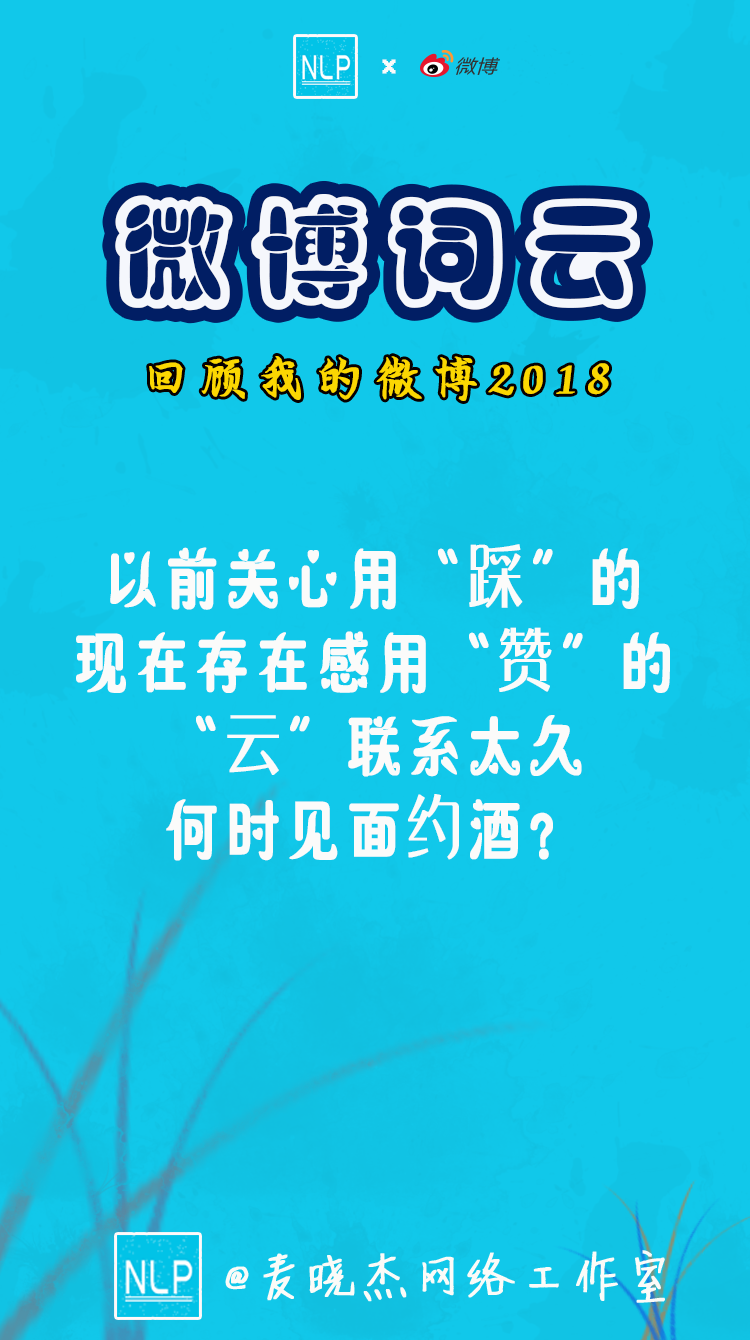 NLP x 微博
微博词云
回顾我的微博2018
以前关心用“踩”的
现在存在感用“赞”的
“云”联系太久
何时见面约酒？
NLP @麦晓杰网络工作室